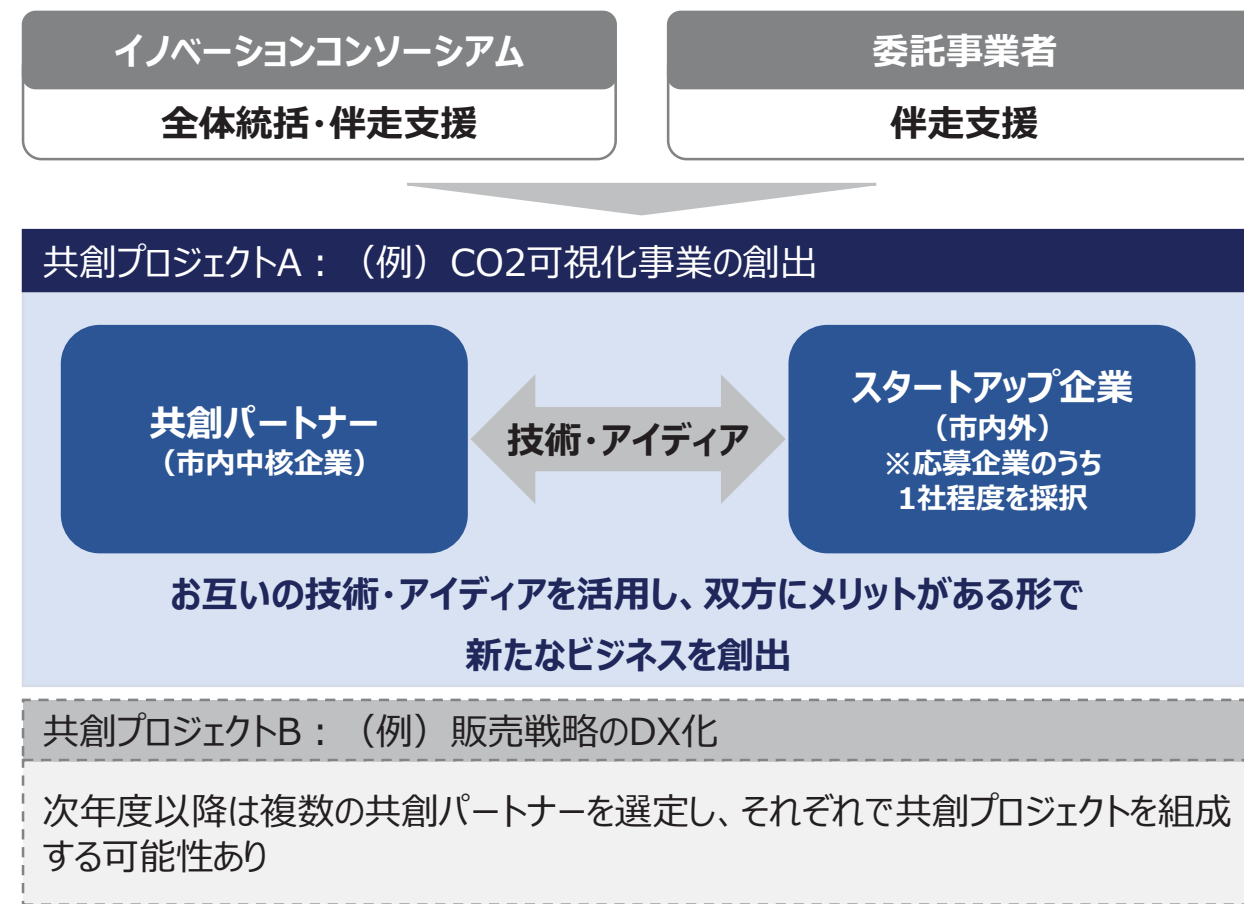 イノベーションコンソーシアム
全体統括・伴走支援
委託事業者
伴走支援
共創プロジェクトA：（例）CO2可視化事業の創出
共創パートナー
（市内中核企業）
技術・アイディア
スタートアップ企業
（市内外）
※応募企業のうち
1社程度を採択
お互いの技術・アイディアを活用し、双方にメリットがある形で
新たなビジネスを創出
共創プロジェクトB：（例）販売戦略のDX化
次年度以降は複数の共創パートナーを選定し、それぞれで共創プロジェクトを組成
する可能性あり